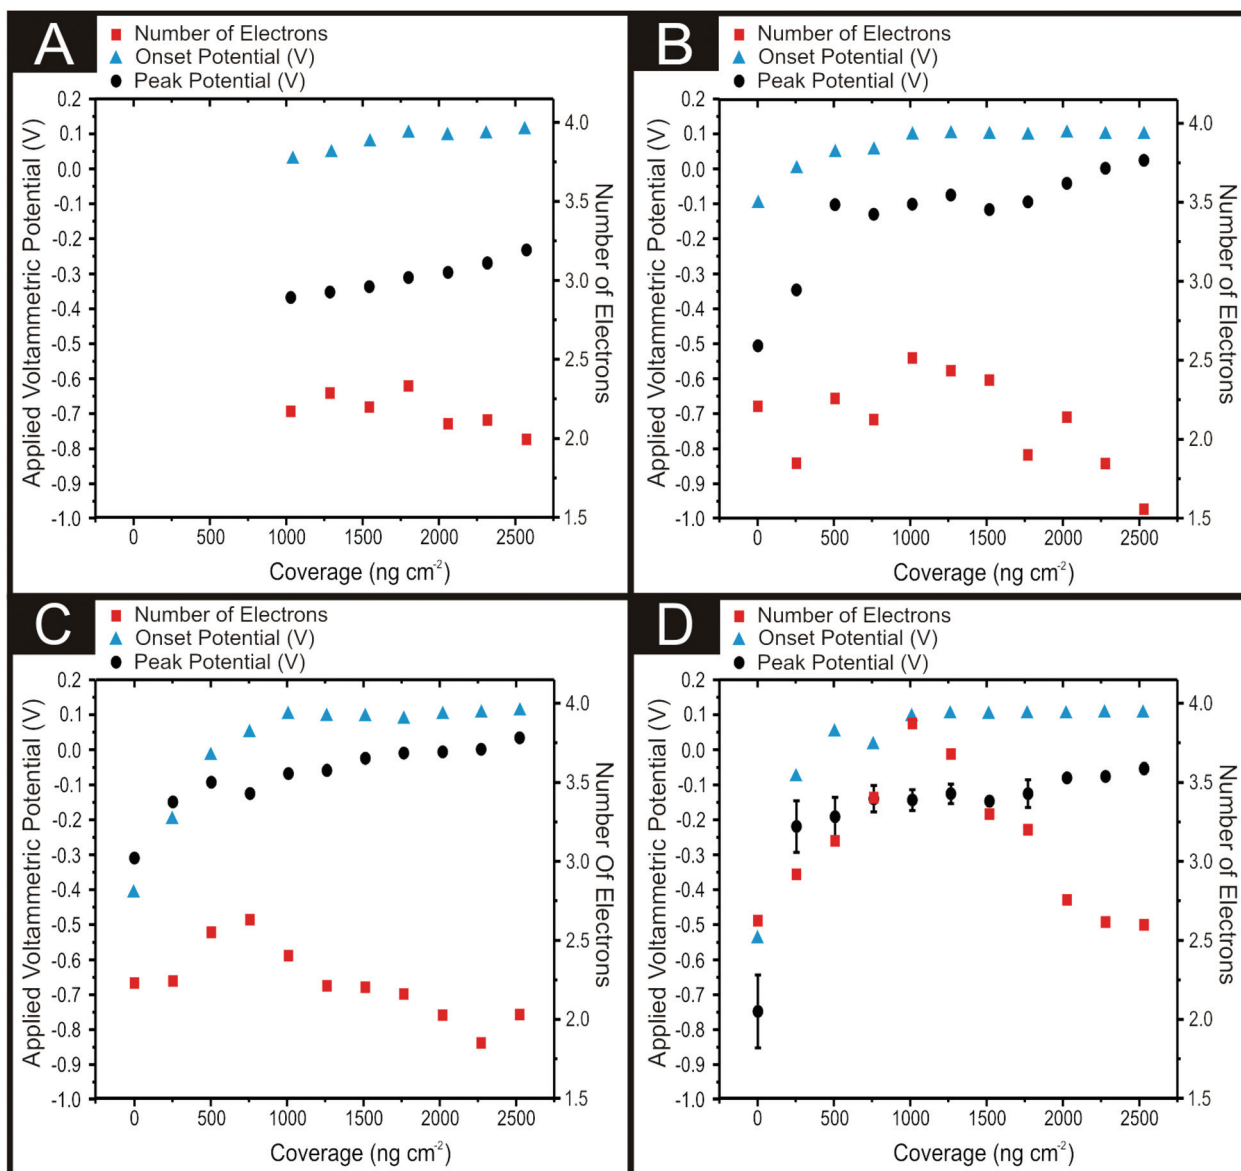 A
Number of Electrons
Onset Potential (V)
Peak Potential (V)
Applied Voltammetric Potential (V)
0.2
0.1
0.0
-0.1
-0.2
-0.3
-0.4
-0.5
-0.6
-0.7
-0.8
-0.9
-1.0
4.0
3.5
3.0
2.5
2.0
1.5
Number of Electrons
0 500 1000 1500 2000 2500
Coverage (ng cm-2)
B
Number of Electrons
Onset Potential (V)
Peak Potential (V)
Applied Voltammetric Potential (V)
0.2
0.1
0.0
-0.1
-0.2
-0.3
-0.4
-0.5
-0.6
-0.7
-0.8
-0.9
-1.0
4.0
3.5
3.0
2.5
2.0
1.5
Number of Electrons
0 500 1000 1500 2000 2500
Coverage (ng cm-2)
C
Number of Electrons
Onset Potential (V)
Peak Potential (V)
Applied Voltammetric Potential (V)
0.2
0.1
0.0
-0.1
-0.2
-0.3
-0.4
-0.5
-0.6
-0.7
-0.8
-0.9
-1.0
4.0
3.5
3.0
2.5
2.0
1.5
Number Of Electrons
0 500 1000 1500 2000 2500
Coverage (ng cm-2)
D
Number of Electrons
Onset Potential (V)
Peak Potential (V)
Applied Voltammetric Potential (V)
0.2
0.1
0.0
-0.1
-0.2
-0.3
-0.4
-0.5
-0.6
-0.7
-0.8
-0.9
-1.0
4.0
3.5
3.0
2.5
2.0
1.5
Number of Electrons
0 500 1000 1500 2000 2500
Coverage (ng cm-2)